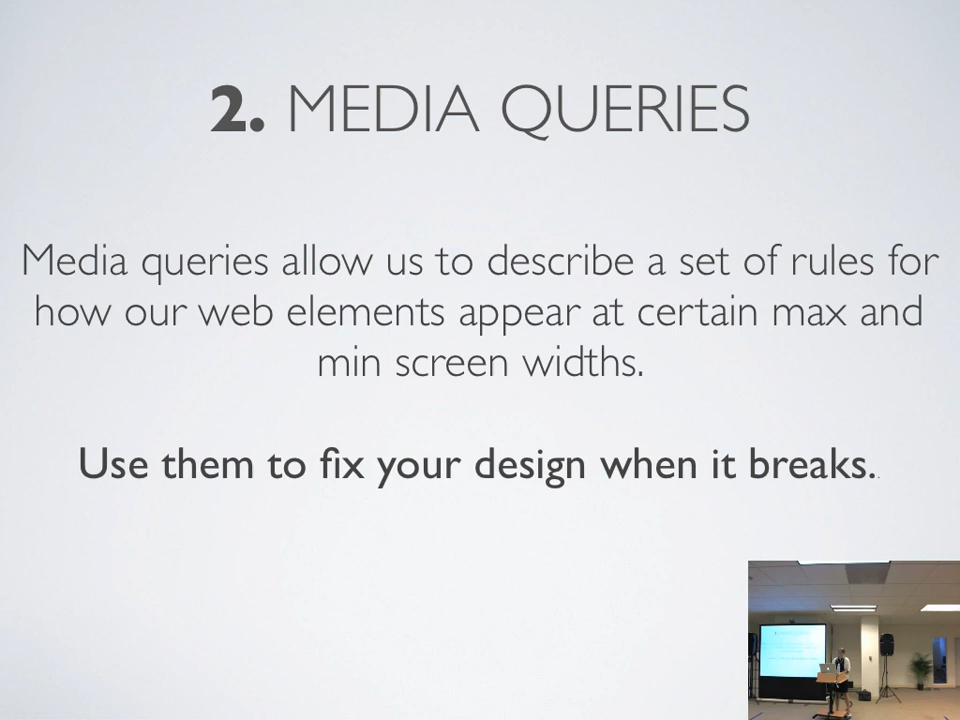 2. MEDIA QUERIES
Media queries allow us to describe a set of rules for
how our web elements appear at certain max and
min screen widths.
Use them to fix your design when it breaks.